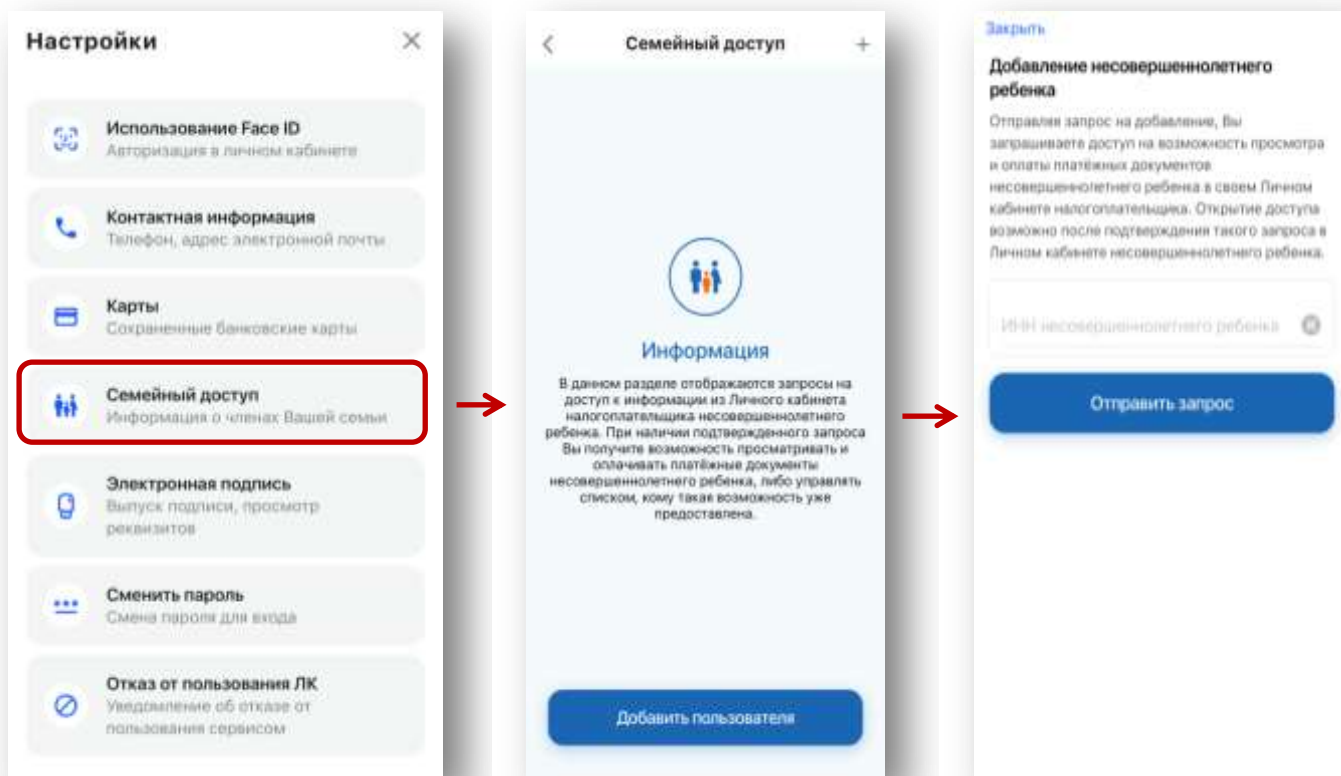 Настройки
Использование Face ID
Авторизация в личном кабинете
Контактная информация
Телефон, адрес электронной почты
Карты
Сохраненные банковские карты
Семейный доступ
Информация о членах Вашей семьи
Электронная подпись
Выпуск подписи, просмотр
реквизитов
Сменить пароль
Смена пароля для входа
Отказ от пользования ЛК
Уведомление об отказе от
пользования сервисом
Семейный доступ
Информация
В данном разделе отображаются запросы на
доступ к информации из Личного кабинета
налогоплательщика несовершеннолетнего
ребенка. При наличии подтвержденного запроса
Вы получите возможность просматривать и
оплачивать платёжные документы
несовершеннолетнего ребенка, либо управлять
списком, кому такая возможность уже
предоставлена.
Добавить пользователя
Закрыть
Добавление несовершеннолетнего
ребенка
Отправляя запрос на добавление, Вы
запрашиваете доступ на возможность просмотра
и оплаты платёжных документов
несовершеннолетнего ребенка в своем Личном
кабинете налогоплательщика. Открытие доступа
возможно после подтверждения такого запроса в
Личном кабинете несовершеннолетнего ребенка.
ИНН несовершеннолетнего ребенка
Отправить запрос